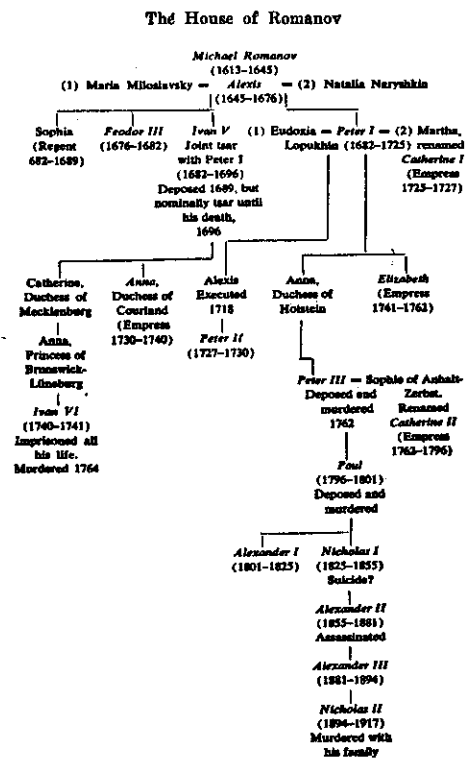 The House of Romanov
Michael Romanov
(1613–1645)
(1) Maria Miloslavsky = Alexis = (2) Natalia Naryshkin
(1645–1676)
Sophia
(Regent
682–1689)
Feodor III
(1676–1682)
Ivan V
Joint tsar
with Peter I
(1682–1696)
Deposed 1689, but
nominally tsar until
his death,
1696
(1) Eudoxia = Peter I = (2) Martha,
Lopukhin (1682–1725) renamed
Catherine I
(Empress
1725–1727)
Catherine,
Duchess of
Mecklenburg
Anna,
Duchess of
Courland
(Empress
1730–1740)
Alexis
Executed
1718
Anna,
Duchess of
Holstein
Elizabeth
(Empress
1741–1762)
Anna,
Princess of
Brunswick-
Lüneburg
Peter II
(1727–1730)
Ivan VI
(1740–1741)
Imprisoned all
his life.
Murdered 1764
Peter III = Sophie of Anhalt-
Deposed and Zerbst.
murdered Renamed
1762 Catherine II
(Empress
1762–1796)
Paul
(1796–1801)
Deposed and
murdered
Alexander I
(1801–1825)
Nicholas I
(1825–1855)
Suicide?
Alexander II
(1855–1881)
Assassinated
Alexander III
(1881–1894)
Nicholas II
(1894–1917)
Murdered with
his family